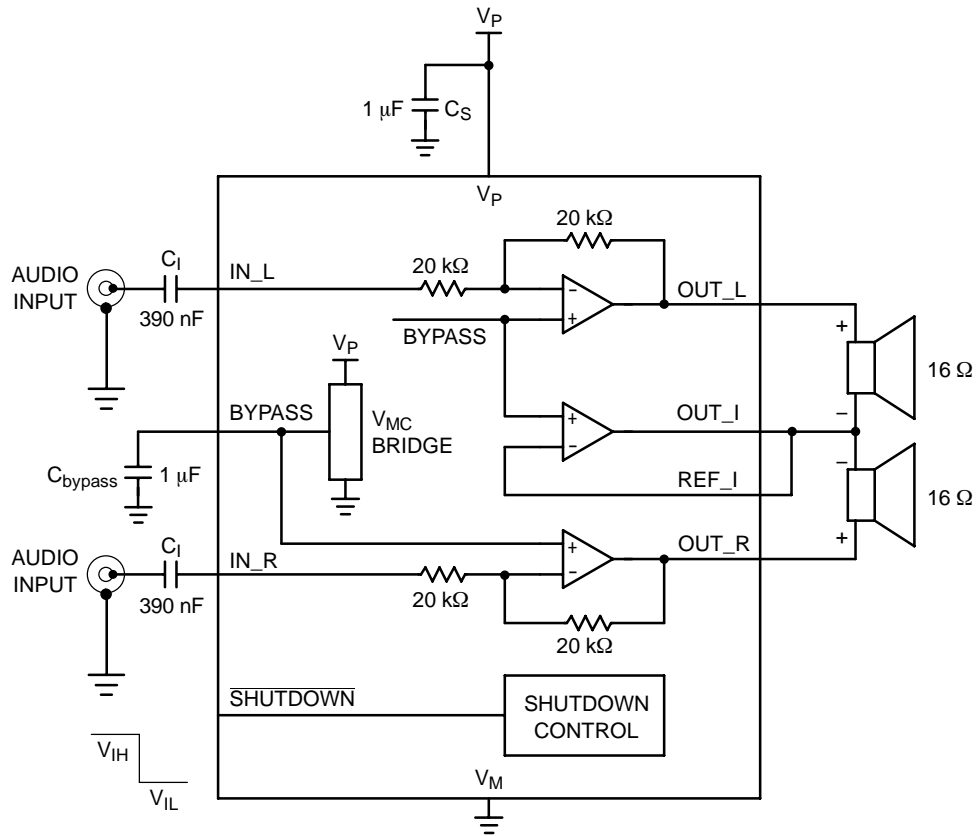 V_P
1 μF
C_S
V_P
20 kΩ
AUDIO
INPUT
C_I
390 nF
IN_L
20 kΩ
−
+
OUT_L
BYPASS
+
16 Ω
−
V_P
V_MC
BRIDGE
BYPASS
+
−
OUT_I
C_bypass
1 μF
REF_I
−
16 Ω
+
AUDIO
INPUT
C_I
390 nF
IN_R
20 kΩ
+
−
OUT_R
20 kΩ
SHUTDOWN
SHUTDOWN
CONTROL
V_IH
V_IL
V_M